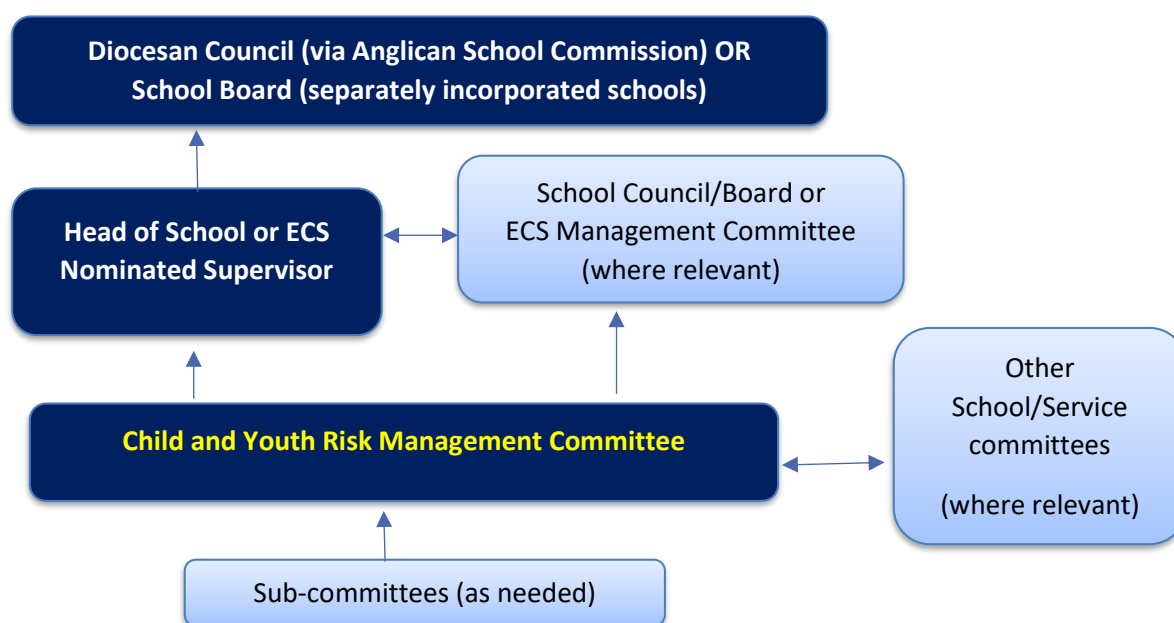 Diocesan Council (via Anglican School Commission) OR
School Board (separately incorporated schools)
Head of School or ECS
Nominated Supervisor
School Council/Board or
ECS Management Committee
(where relevant)
Other
School/Service
committees
(where relevant)
Child and Youth Risk Management Committee
Sub-committees (as needed)